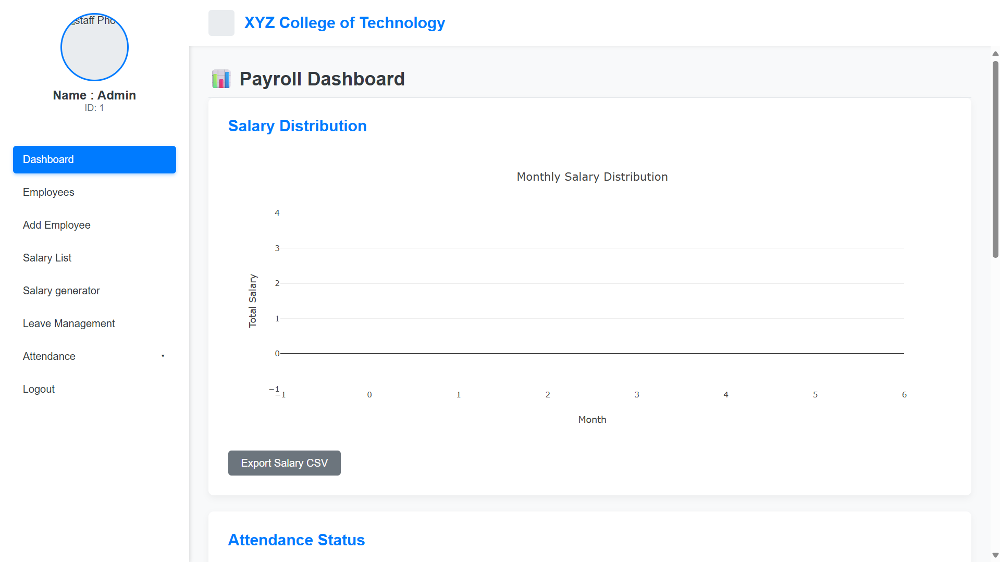 staff Pho
Name : Admin
ID: 1
Dashboard
Employees
Add Employee
Salary List
Salary generator
Leave Management
Attendance
Logout
XYZ College of Technology
Payroll Dashboard
Salary Distribution
Monthly Salary Distribution
4
3
2
1
0
−1
Total Salary
−1 0 1 2 3 4 5 6
Month
Export Salary CSV
Attendance Status